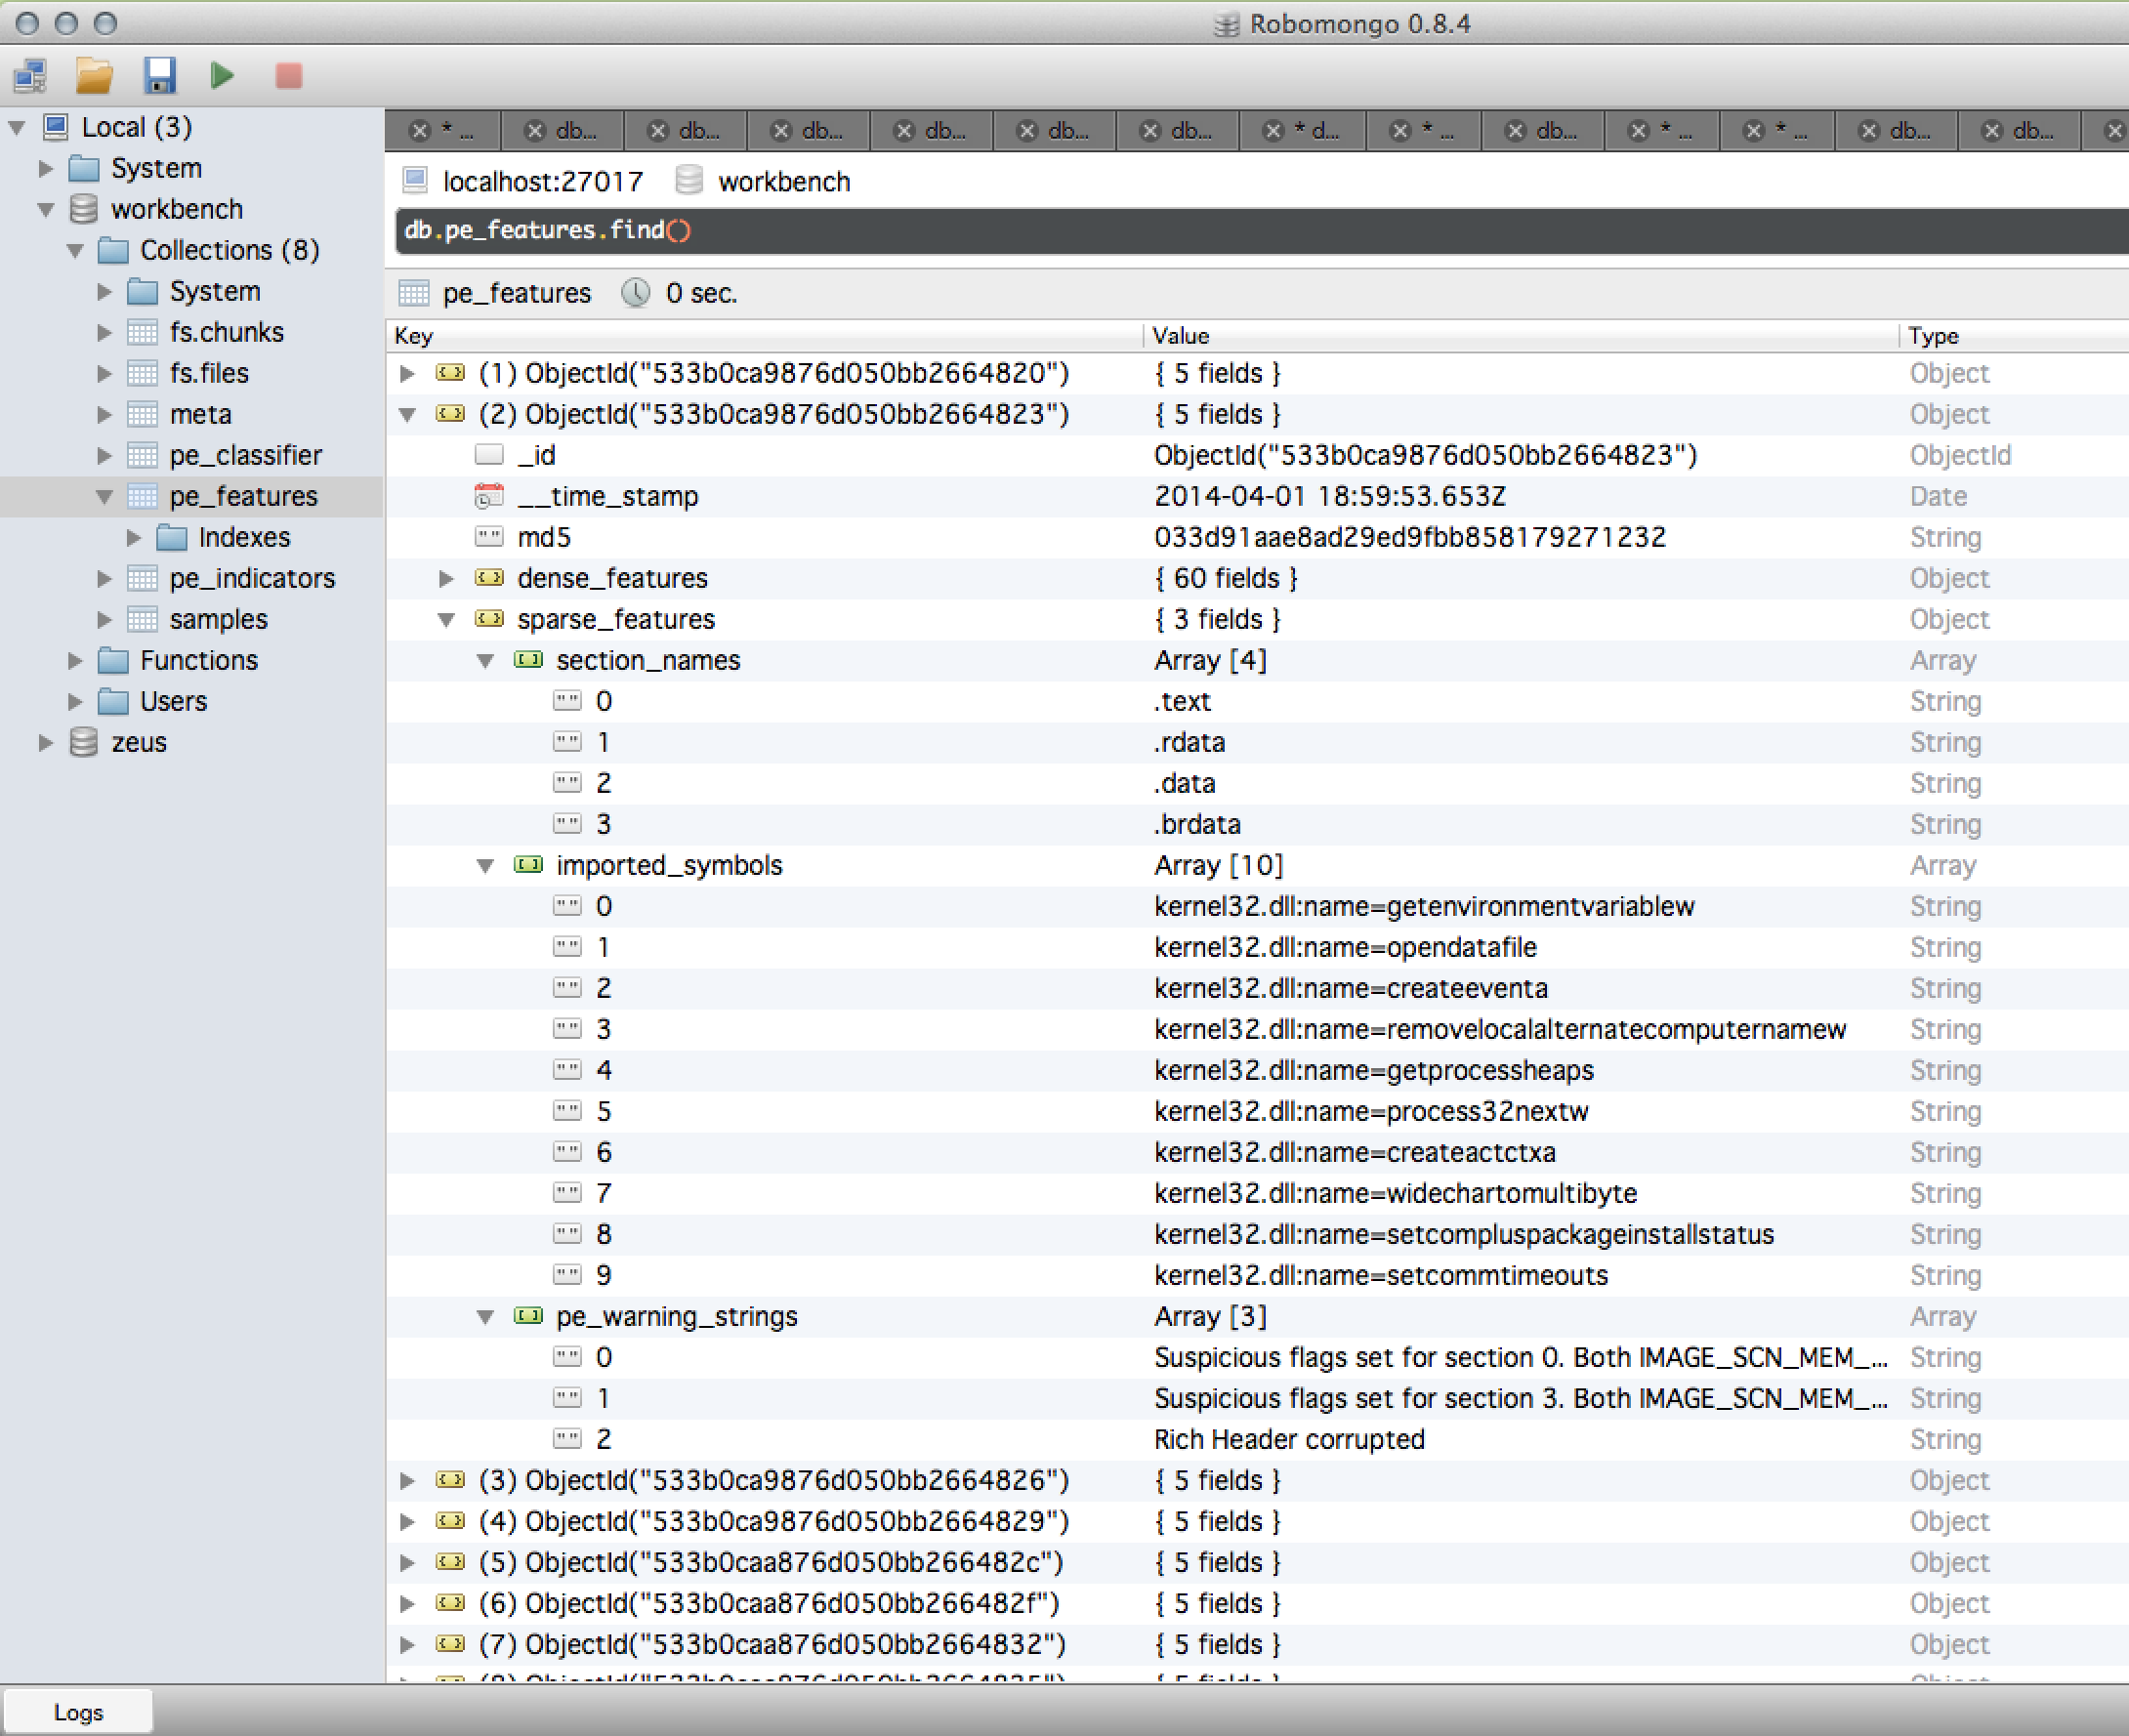 Robomongo 0.8.4
Local (3)
System
workbench
Collections (8)
System
fs.chunks
fs.files
meta
pe_classifier
pe_features
Indexes
pe_indicators
samples
Functions
Users
zeus
* ... db... db... db... db... db... db... * d... * ... db... * ... * ... db... db...
localhost:27017 workbench
db.pe_features.find()
pe_features 0 sec.
Key Value Type
(1) ObjectId("533b0ca9876d050bb2664820") { 5 fields } Object
(2) ObjectId("533b0ca9876d050bb2664823") { 5 fields } Object
_id ObjectId("533b0ca9876d050bb2664823") ObjectId
__time_stamp 2014-04-01 18:59:53.653Z Date
md5 033d91aae8ad29ed9fbb858179271232 String
dense_features { 60 fields } Object
sparse_features { 3 fields } Object
section_names Array [4] Array
0 .text String
1 .rdata String
2 .data String
3 .brdata String
imported_symbols Array [10] Array
0 kernel32.dll:name=getenvironmentvariablew String
1 kernel32.dll:name=opendatafile String
2 kernel32.dll:name=createeventa String
3 kernel32.dll:name=removelocalalternatecomputernamew String
4 kernel32.dll:name=getprocessheaps String
5 kernel32.dll:name=process32nextw String
6 kernel32.dll:name=createactctxa String
7 kernel32.dll:name=widechartomultibyte String
8 kernel32.dll:name=setcompluspackageinstallstatus String
9 kernel32.dll:name=setcommtimeouts String
pe_warning_strings Array [3] Array
0 Suspicious flags set for section 0. Both IMAGE_SCN_MEM_... String
1 Suspicious flags set for section 3. Both IMAGE_SCN_MEM_... String
2 Rich Header corrupted String
(3) ObjectId("533b0ca9876d050bb2664826") { 5 fields } Object
(4) ObjectId("533b0ca9876d050bb2664829") { 5 fields } Object
(5) ObjectId("533b0caa876d050bb266482c") { 5 fields } Object
(6) ObjectId("533b0caa876d050bb266482f") { 5 fields } Object
(7) ObjectId("533b0caa876d050bb2664832") { 5 fields } Object
Logs